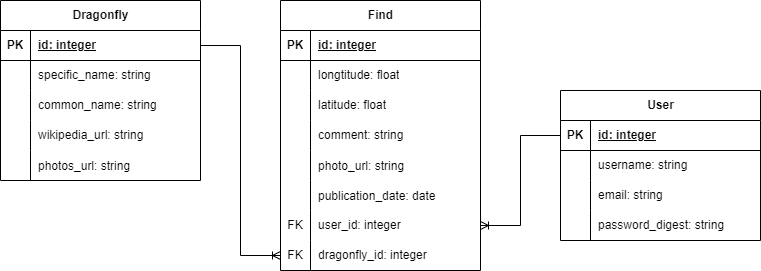 Dragonfly
PK id: integer
specific_name: string
common_name: string
wikipedia_url: string
photos_url: string
Find
PK id: integer
longtitude: float
latitude: float
comment: string
photo_url: string
publication_date: date
FK user_id: integer
FK dragonfly_id: integer
User
PK id: integer
username: string
email: string
password_digest: string